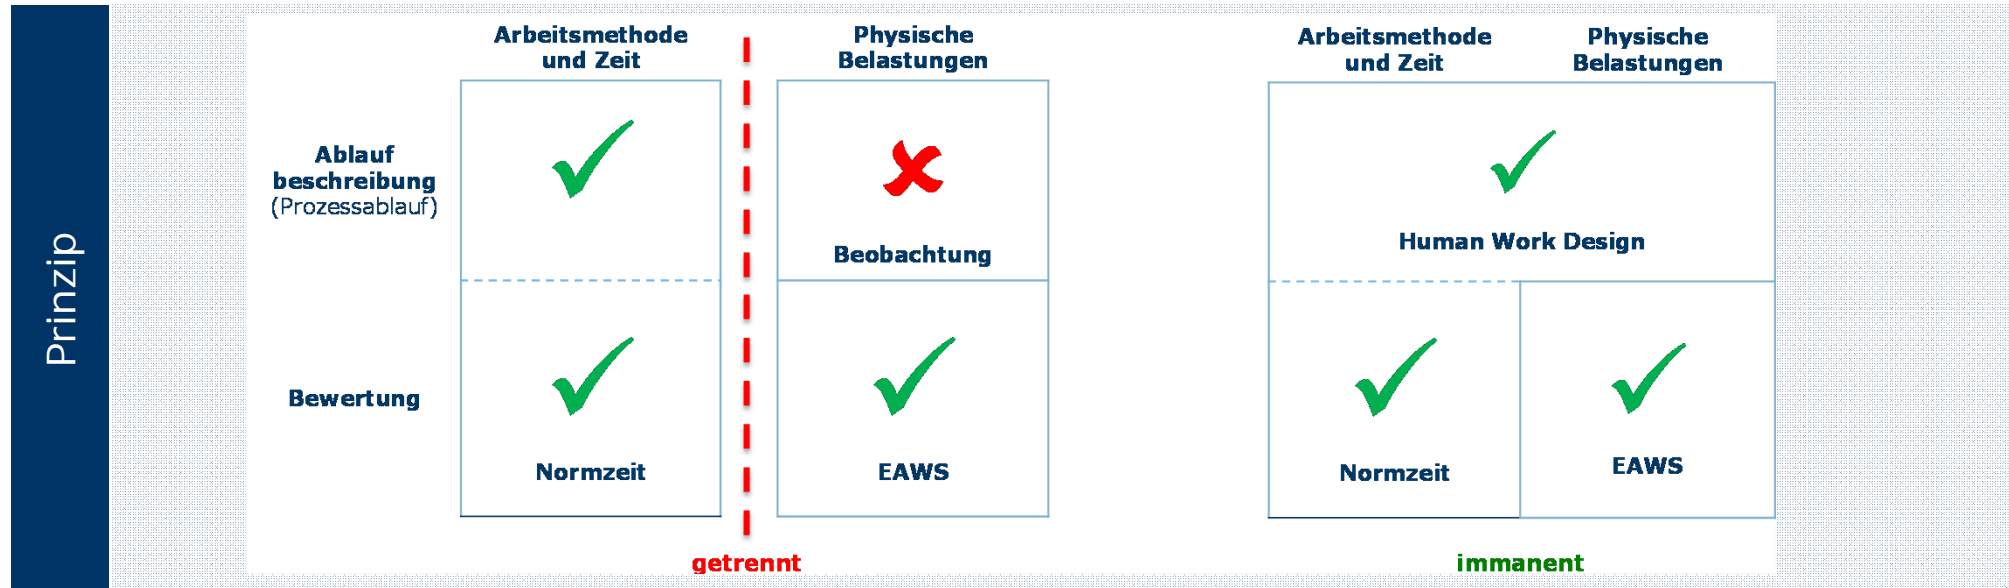 Prinzip
Arbeitsmethode
und Zeit
Physische
Belastungen
Ablauf
beschreibung
(Prozessablauf)
Beobachtung
Bewertung
Normzeit
EAWS
getrennt
Arbeitsmethode
und Zeit
Physische
Belastungen
Human Work Design
Normzeit
EAWS
immanent